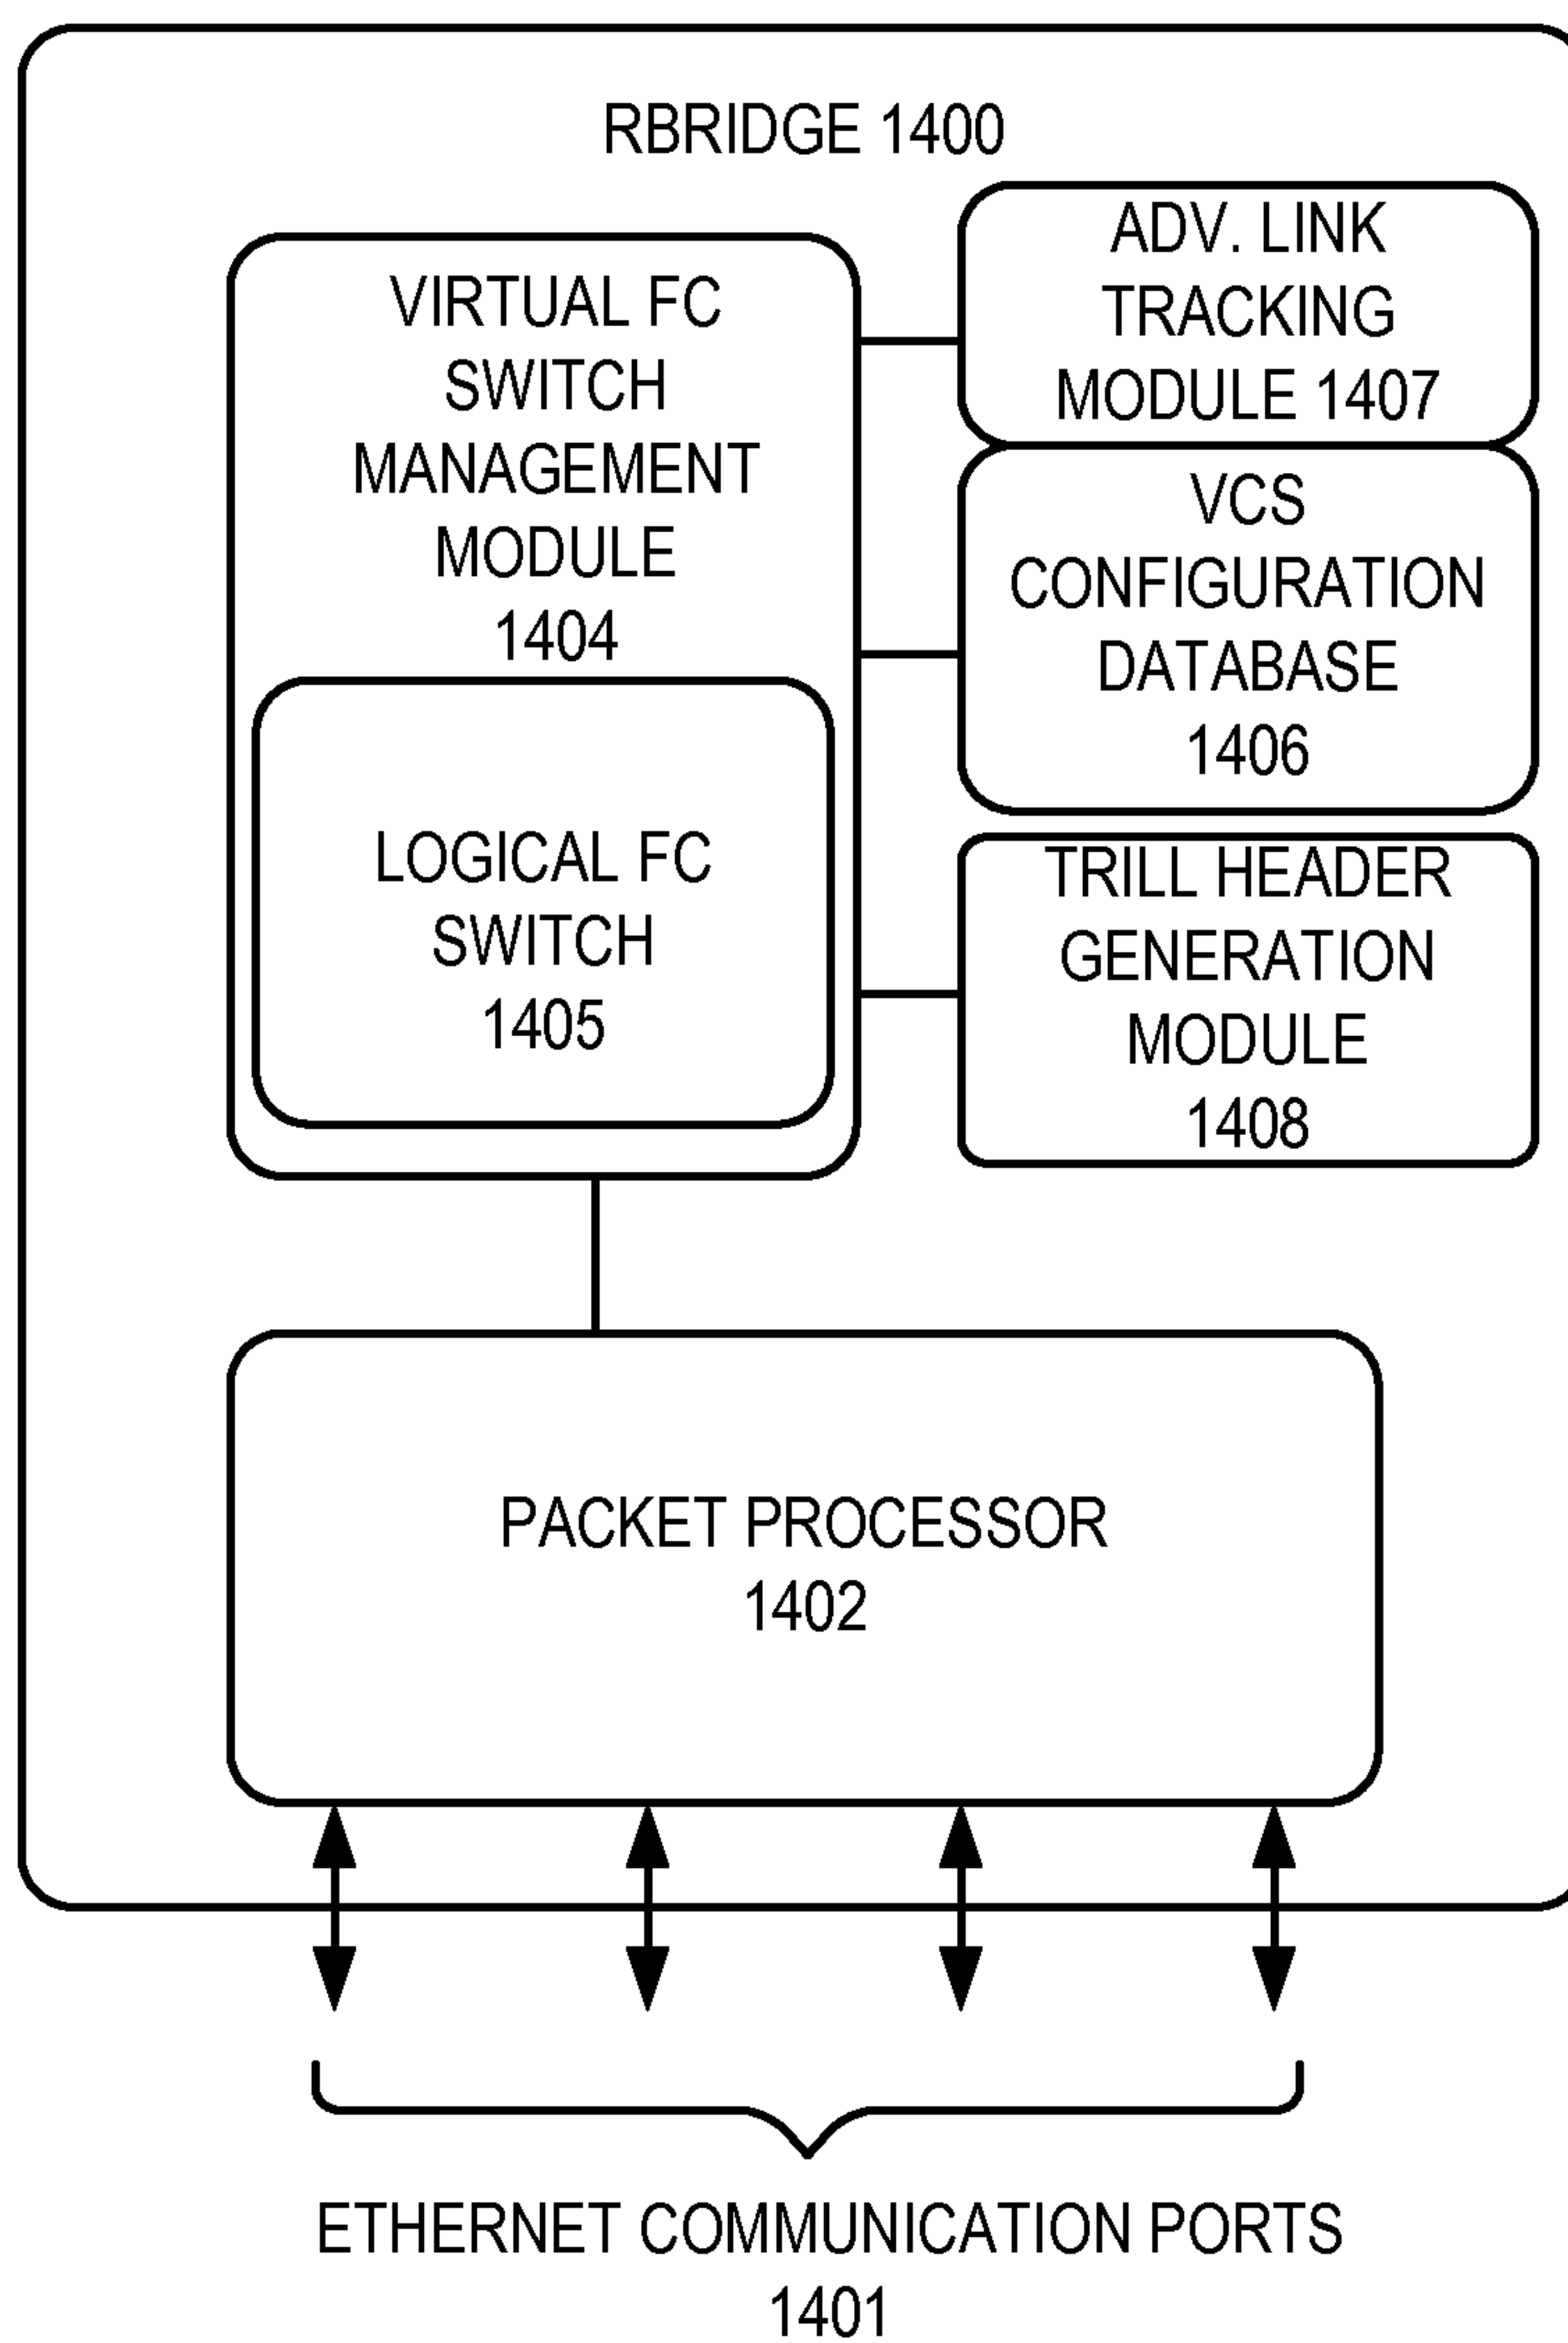 RBRIDGE 1400
VIRTUAL FC
SWITCH
MANAGEMENT
MODULE
1404
LOGICAL FC
SWITCH
1405
ADV. LINK
TRACKING
MODULE 1407
VCS
CONFIGURATION
DATABASE
1406
TRILL HEADER
GENERATION
MODULE
1408
PACKET PROCESSOR
1402
ETHERNET COMMUNICATION PORTS
1401